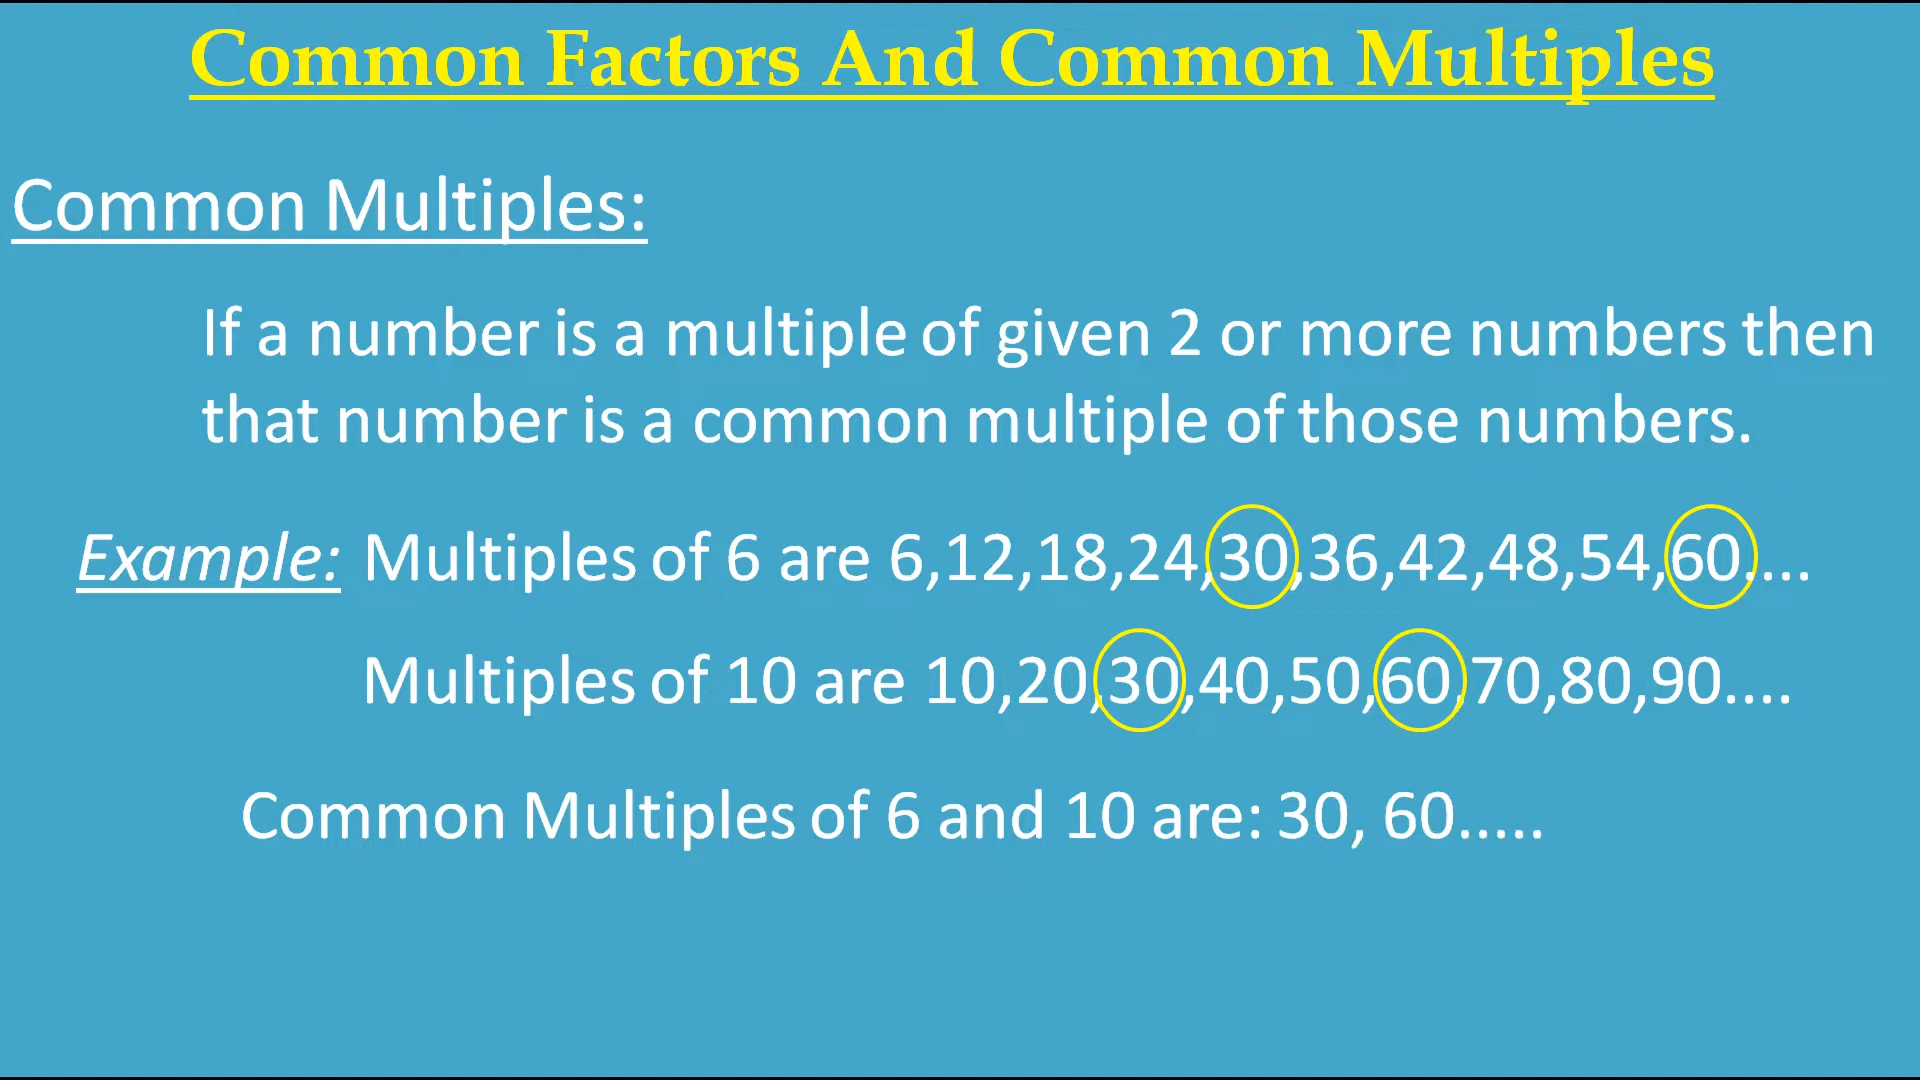 Common Factors And Common Multiples
Common Multiples:
If a number is a multiple of given 2 or more numbers then
that number is a common multiple of those numbers.
Example: Multiples of 6 are 6,12,18,24,30,36,42,48,54,60....
Multiples of 10 are 10,20,30,40,50,60,70,80,90....
Common Multiples of 6 and 10 are: 30, 60.....